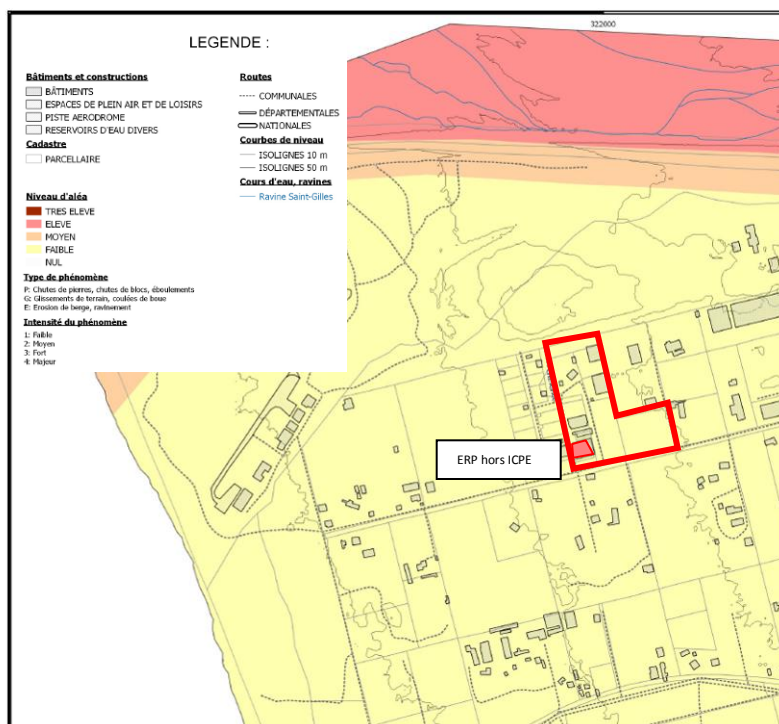 322600
LEGENDE :
Bâtiments et constructions
BÂTIMENTS
ESPACES DE PLEIN AIR ET DE LOISIRS
PISTE AERODROME
RESERVOIRS D'EAU DIVERS
Cadastre
PARCELLAIRE
Niveau d'aléa
TRES ELEVE
ELEVE
MOYEN
FAIBLE
NUL
Type de phénomène
P: Chutes de pierres, chutes de blocs, éboulements
G: Glissements de terrain, coulées de boue
E: Erosion de berge, ravinement
Intensité du phénomène
1: Faible
2: Moyen
3: Fort
4: Majeur
Routes
COMMUNALES
DÉPARTEMENTALES
NATIONALES
Courbes de niveau
ISOLIGNES 10 m
ISOLIGNES 50 m
Cours d'eau, ravines
Ravine Saint-Gilles
ERP hors ICPE